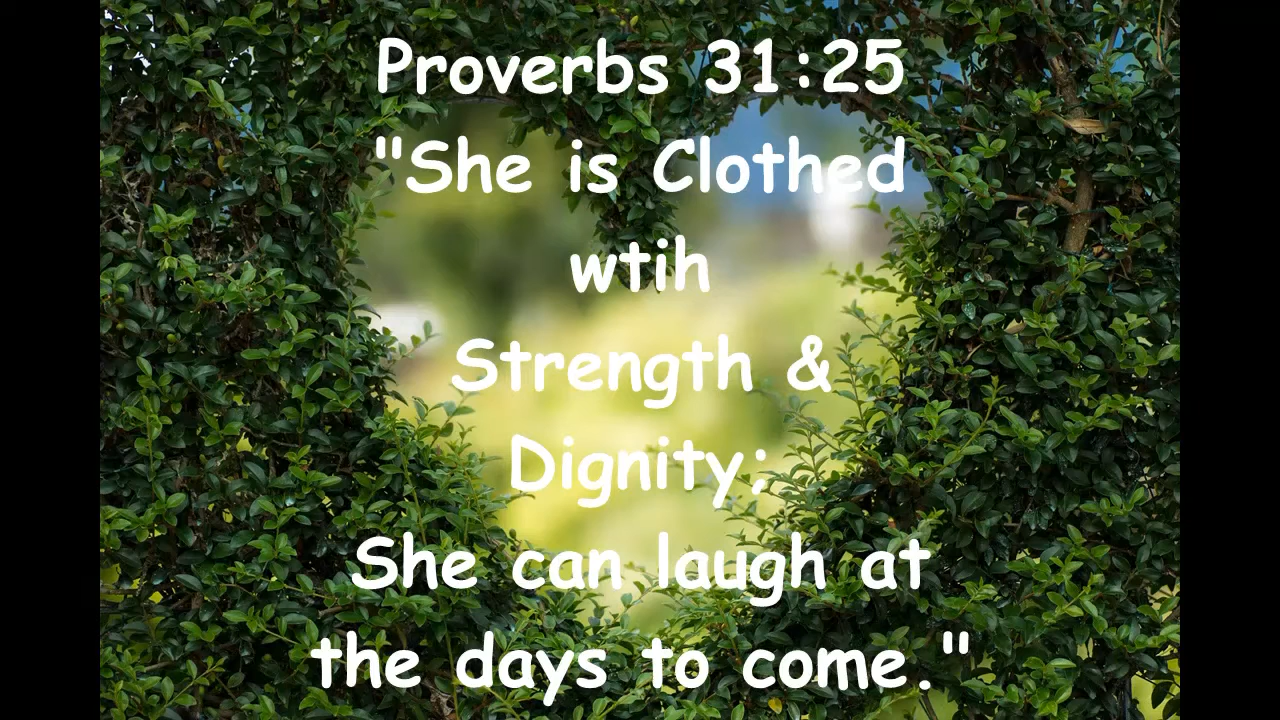 Proverbs 31:25
"She is Clothed
wtih
Strength &
Dignity;
She can laugh at
the days to come."